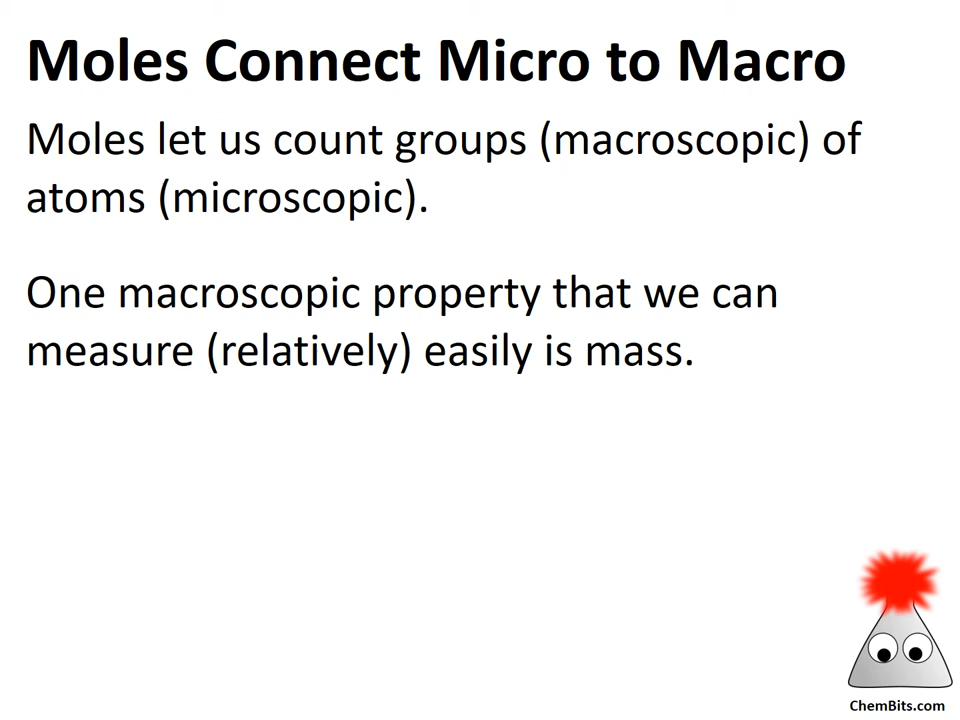 Moles Connect Micro to Macro
Moles let us count groups (macroscopic) of
atoms (microscopic).
One macroscopic property that we can
measure (relatively) easily is mass.
ChemBits.com